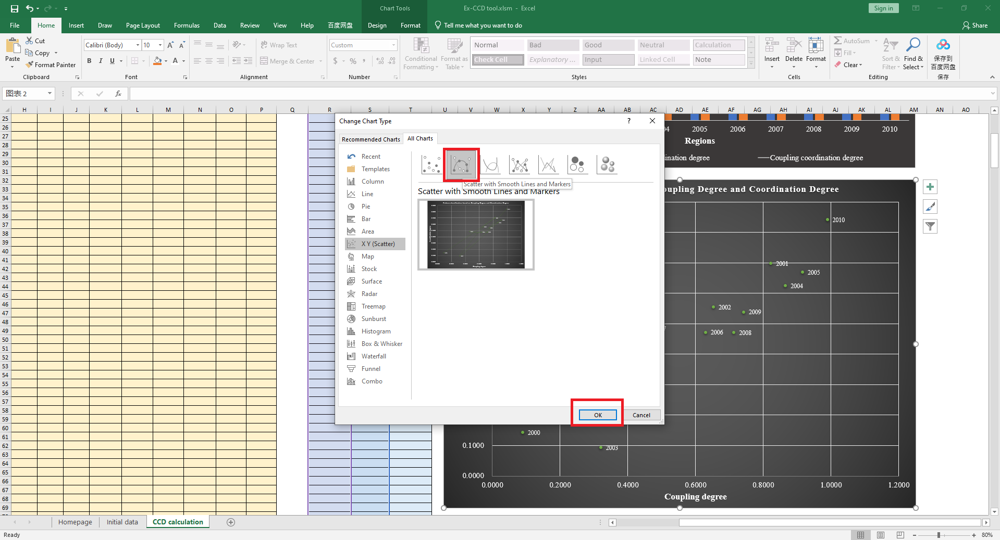 Chart Tools
Ex-CCD tool.xlsm - Excel
Sign in
File Home Insert Draw Page Layout Formulas Data Review View Help 百度网盘 Design Format Tell me what you want to do Share
Paste
Cut
Copy
Format Painter
Clipboard
Calibri (Body) 10
B I U
Font
Wrap Text
Merge & Center
Alignment
Custom
$ % ,
Number
Conditional Formatting
Format as Table
Normal Bad Good Neutral Calculation
Check Cell Explanatory ... Input Linked Cell Note
Styles
Insert Delete Format
Cells
AutoSum
Fill
Clear
Sort & Filter
Find & Select
Editing
保存到
百度网盘
保存
图表 2
fx
H I J K L M N O P Q R S T U V W X Y Z AA AB AC AD AE AF AG AH AI AJ AK AL AM AN AO
25
26
27
28
29
30
31
32
33
34
35
36
37
38
39
40
41
42
43
44
45
46
47
48
49
50
51
52
53
54
55
56
57
58
59
60
61
62
63
64
65
66
67
68
69
Change Chart Type
?
Recommended Charts All Charts
Recent
Templates
Column
Line
Pie
Bar
Area
X Y (Scatter)
Map
Stock
Surface
Radar
Treemap
Sunburst
Histogram
Box & Whisker
Waterfall
Funnel
Combo
Scatter with Smooth Lines and Markers
Scatter with Smooth Lines and Markers
OK Cancel
2005 2006 2007 2008 2009 2010
Regions
degree
Coupling coordination degree
Degree and Coordination Degree
2010
2001
2005
2004
2002
2009
2006
2008
2000
2003
0.1000
0.0000
0.0000 0.2000 0.4000 0.6000 0.8000 1.0000 1.2000
Coupling degree
Homepage Initial data CCD calculation
Ready
80%